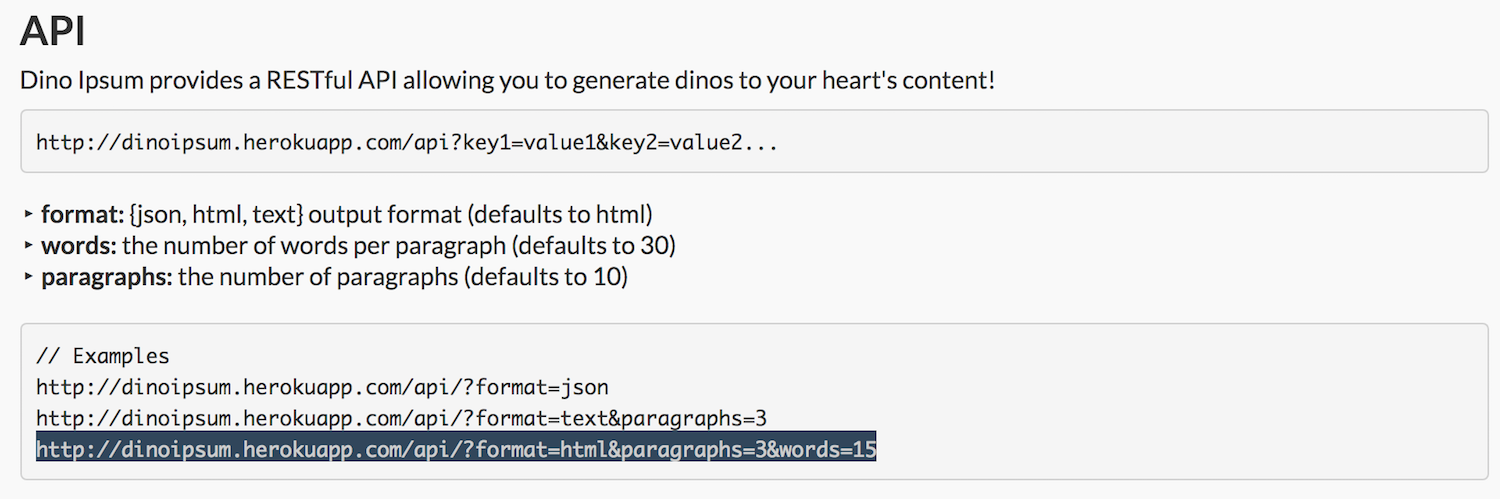 API
Dino Ipsum provides a RESTful API allowing you to generate dinos to your heart's content!
http://dinoipsum.herokuapp.com/api?key1=value1&key2=value2...
‣ format: {json, html, text} output format (defaults to html)
‣ words: the number of words per paragraph (defaults to 30)
‣ paragraphs: the number of paragraphs (defaults to 10)
// Examples
http://dinoipsum.herokuapp.com/api/?format=json
http://dinoipsum.herokuapp.com/api/?format=text&paragraphs=3
http://dinoipsum.herokuapp.com/api/?format=html&paragraphs=3&words=15